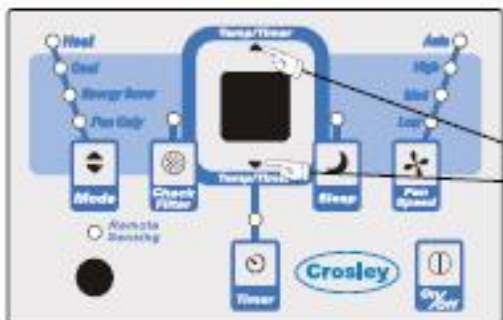 Heat
Cool
Energy Saver
Fan Only
Mode
Check
Filter
Temp/Timer
Temp/Timer
Auto
High
Med
Low
Sleep
Fan
Speed
Remote
Sensing
Timer
Crosley
On/Off